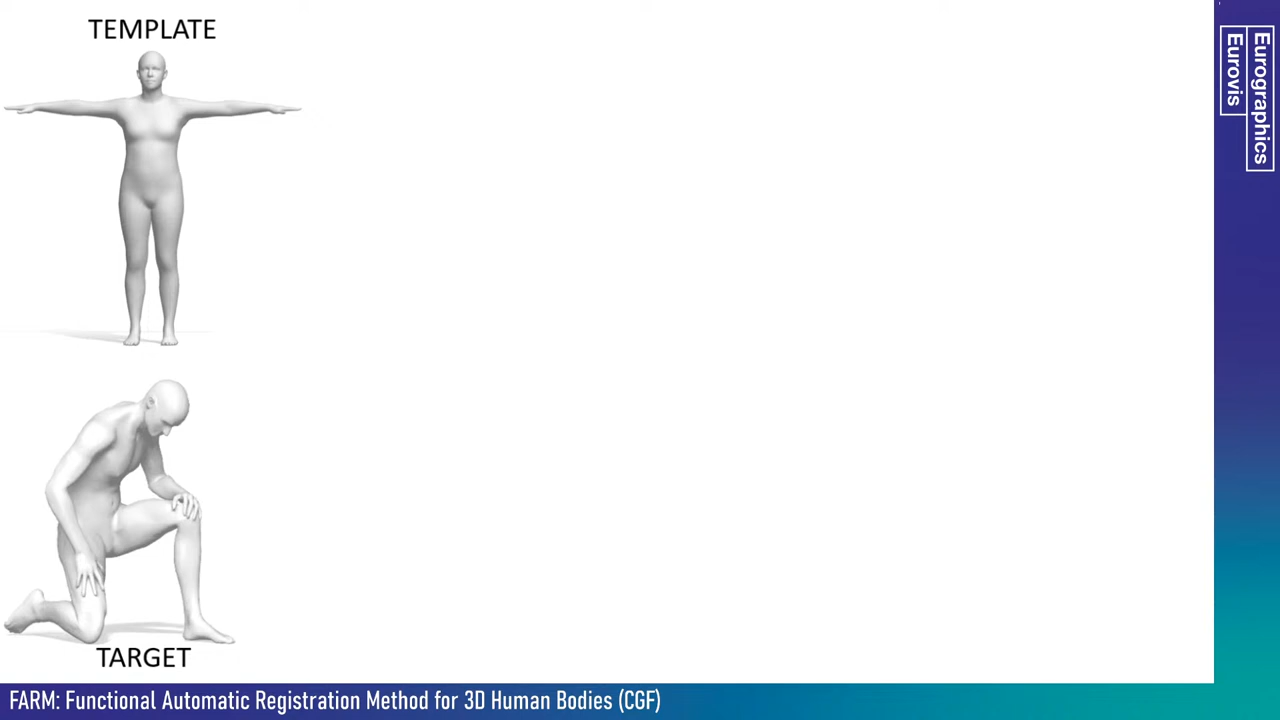 TEMPLATE
TARGET
FARM: Functional Automatic Registration Method for 3D Human Bodies (CGF)
Eurographics
Eurovis